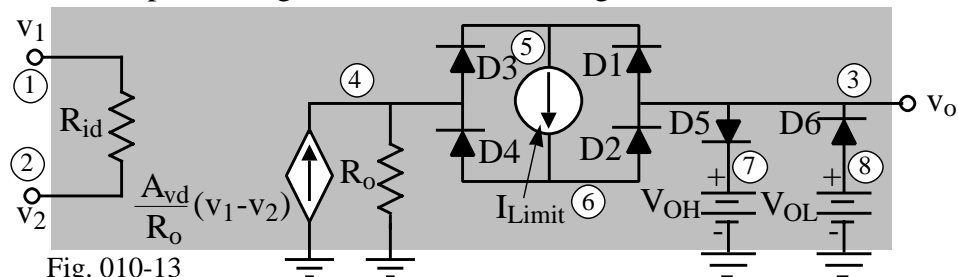 v1
1
Rid
2
v2
Avd
Ro
(v1-v2)
Ro
4
D3
D4
5
ILimit
6
D1
D2
D5
D6
3
vo
7
8
+
VOH
-
+
VOL
-
Fig. 010-13